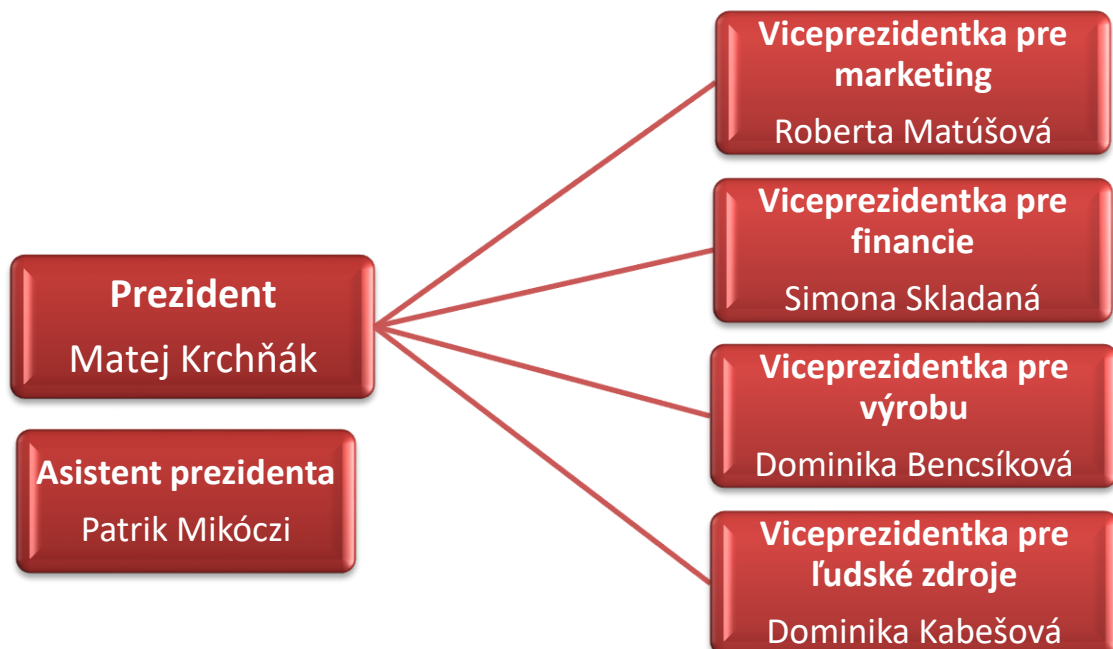 Prezident
Matej Krchňák
Asistent prezidenta
Patrik Mikóczi
Viceprezidentka pre
marketing
Roberta Matúšová
Viceprezidentka pre
financie
Simona Skladaná
Viceprezidentka pre
výrobu
Dominika Bencsíková
Viceprezidentka pre
ľudské zdroje
Dominika Kabešová